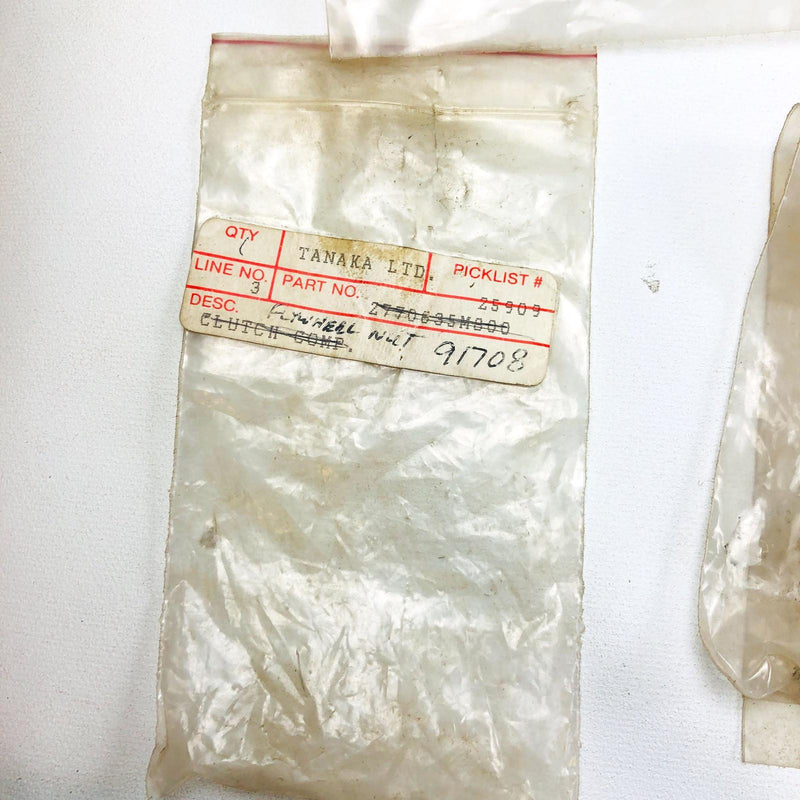 QTY TANAKA LTD. PICKLIST #
1
LINE NO. PART NO. 25909
3
DESC. FLYWHEEL NUT
CLUTCH COMP. 91708